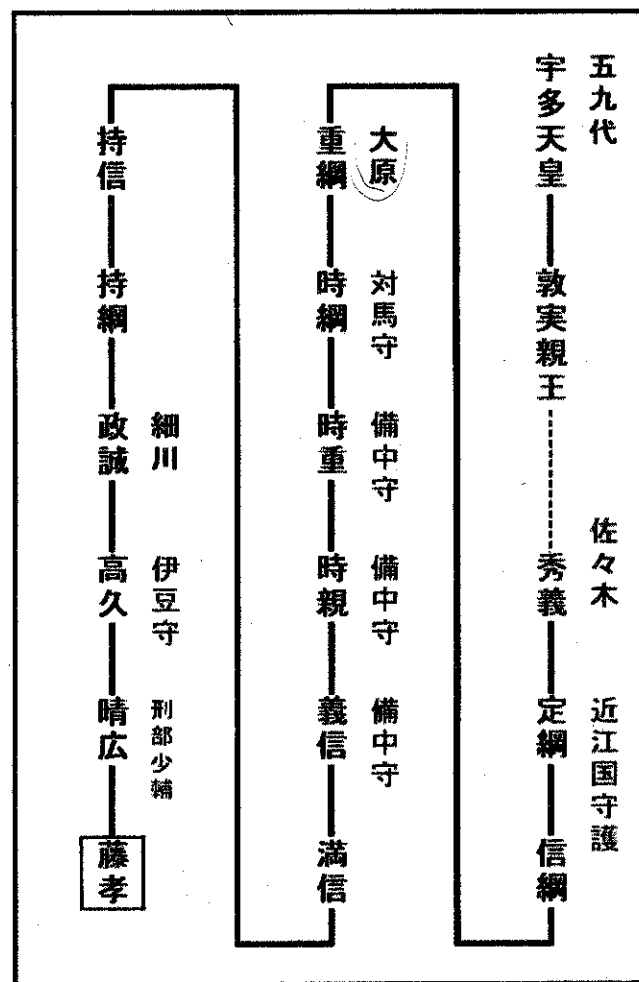 五九代
宇多天皇
敦実親王
佐々木
秀義
近江国守護
定綱
信綱
大原
重綱
対馬守
時綱
備中守
時重
備中守
時親
備中守
義信
満信
持信
持綱
細川
政誠
伊豆守
高久
刑部少輔
晴広
藤孝